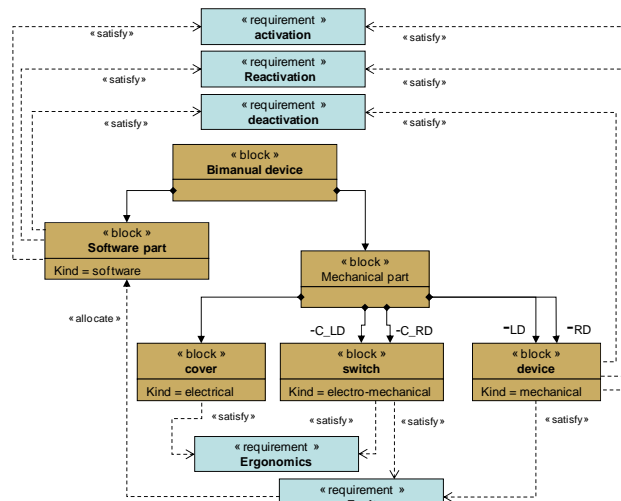 « requirement »
activation
« satisfy »
« satisfy »
« requirement »
Reactivation
« satisfy »
« satisfy »
« requirement »
deactivation
« satisfy »
« satisfy »
« block »
Bimanual device
« block »
Software part
Kind = software
« block »
Mechanical part
« allocate »
-C_LD
-C_RD
-LD
-RD
« block »
cover
Kind = electrical
« block »
switch
Kind = electro-mechanical
« block »
device
Kind = mechanical
« satisfy »
« satisfy »
« satisfy »
« satisfy »
« requirement »
Ergonomics
« requirement »